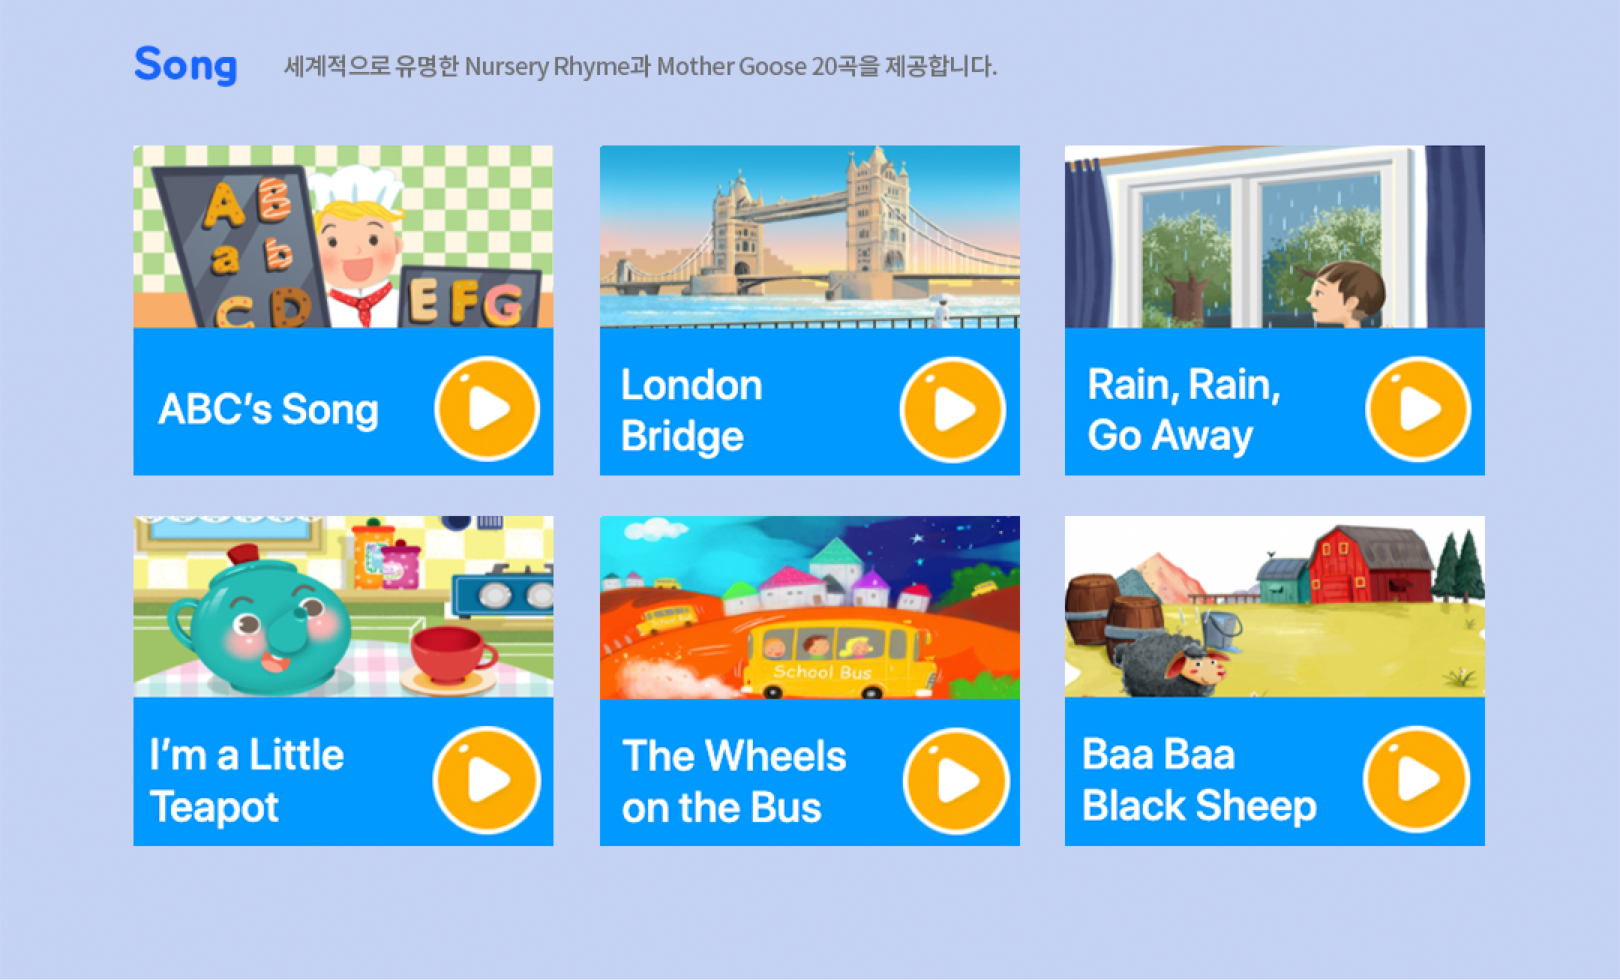 Song
세계적으로 유명한 Nursery Rhyme과 Mother Goose 20곡을 제공합니다.
A B
a b
C D
E F G
ABC's Song
London
Bridge
Rain, Rain,
Go Away
I'm a Little
Teapot
School Bus
School Bus
The Wheels
on the Bus
Baa Baa
Black Sheep